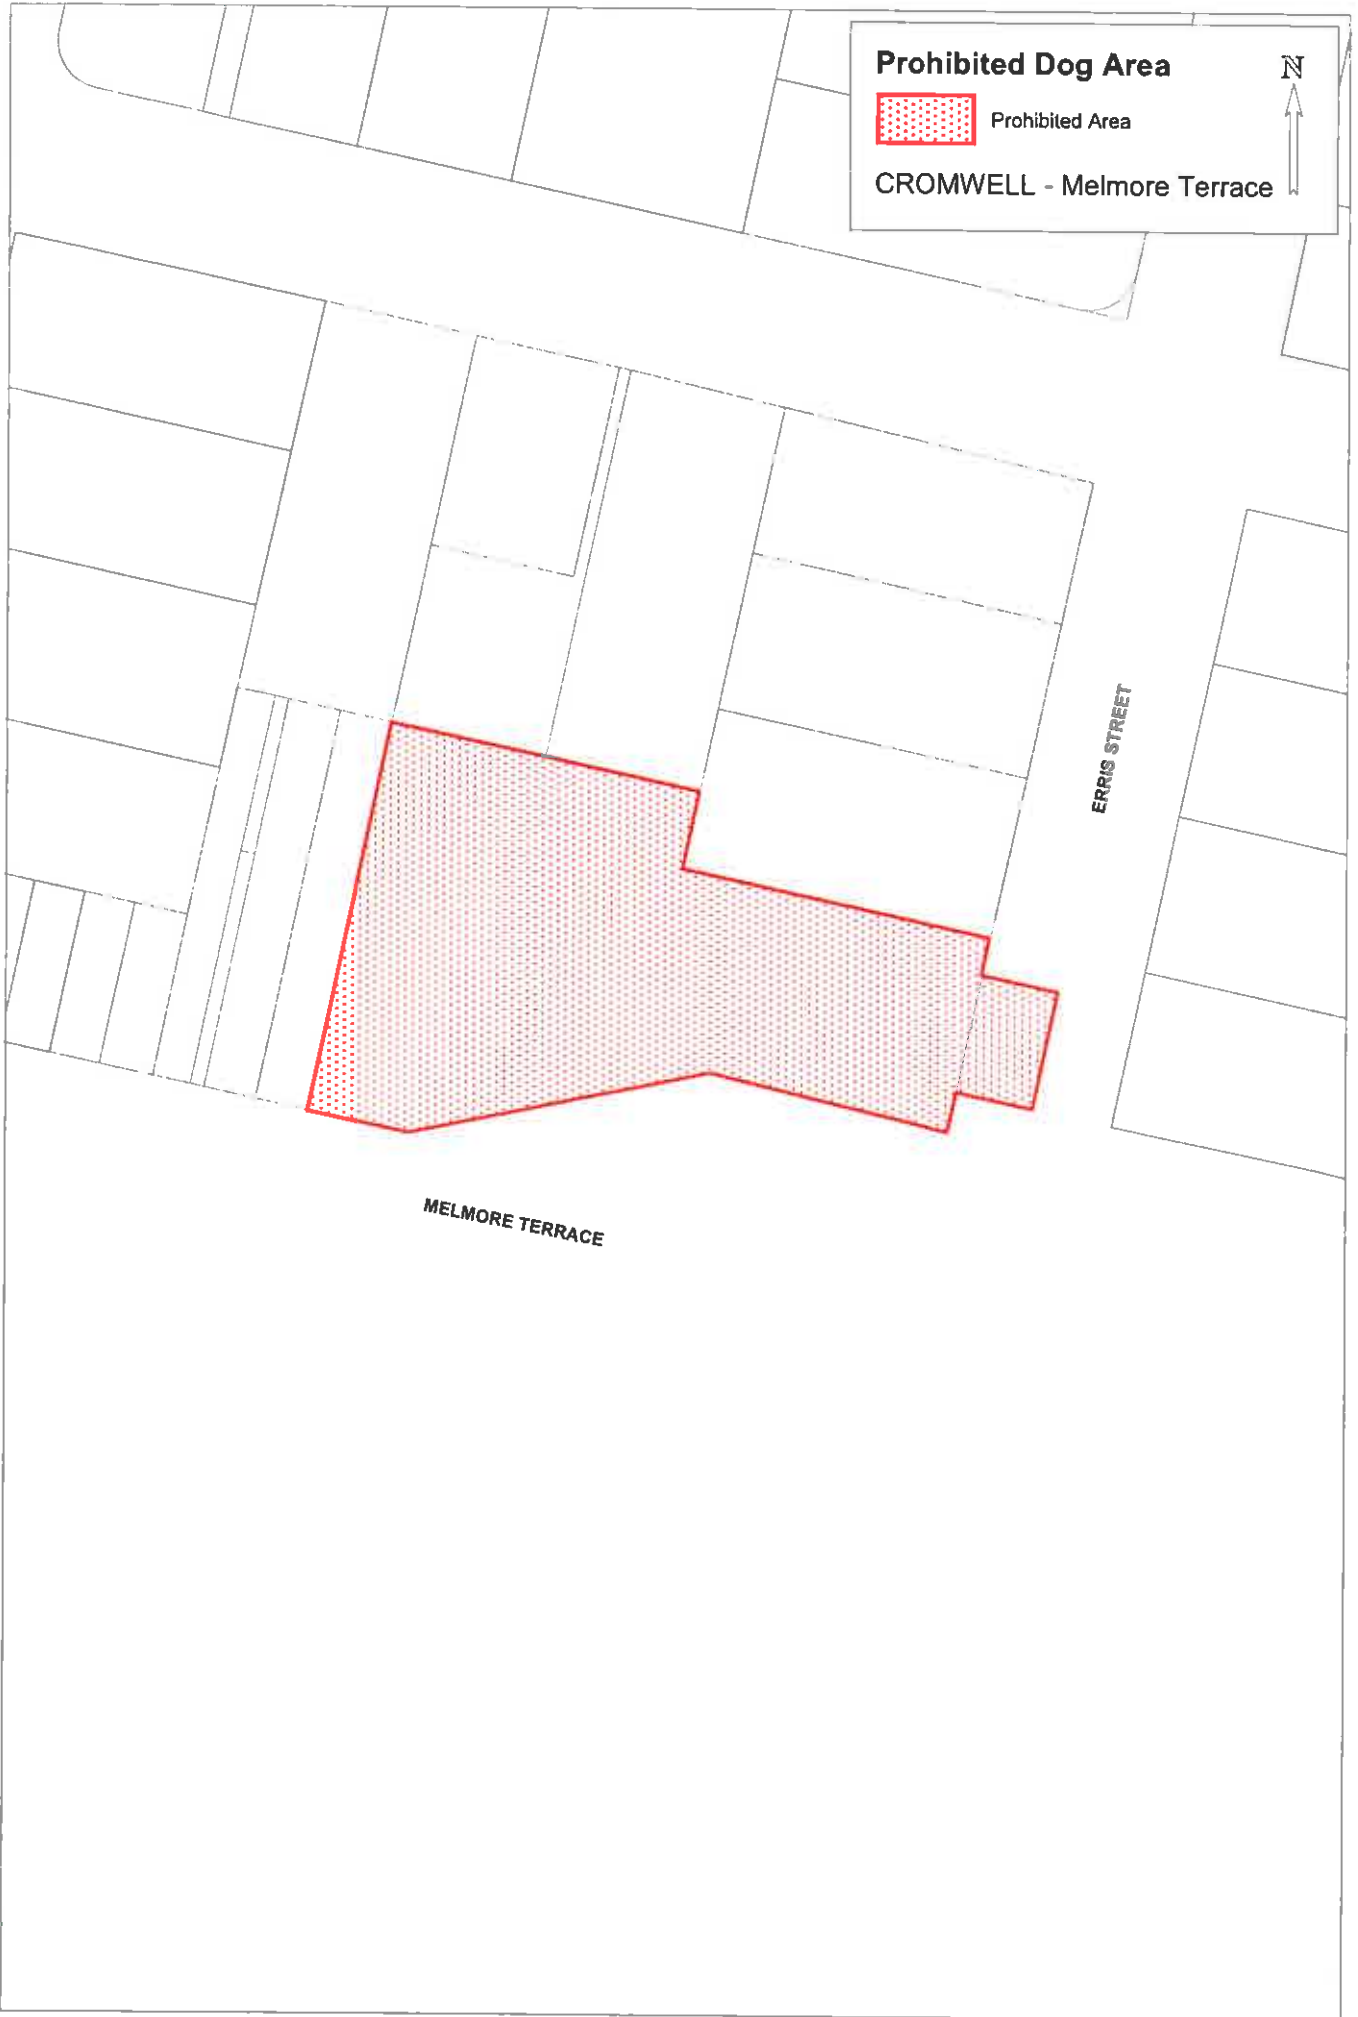 Prohibited Dog Area
N
Prohibited Area
CROMWELL - Melmore Terrace
ERRIS STREET
MELMORE TERRACE